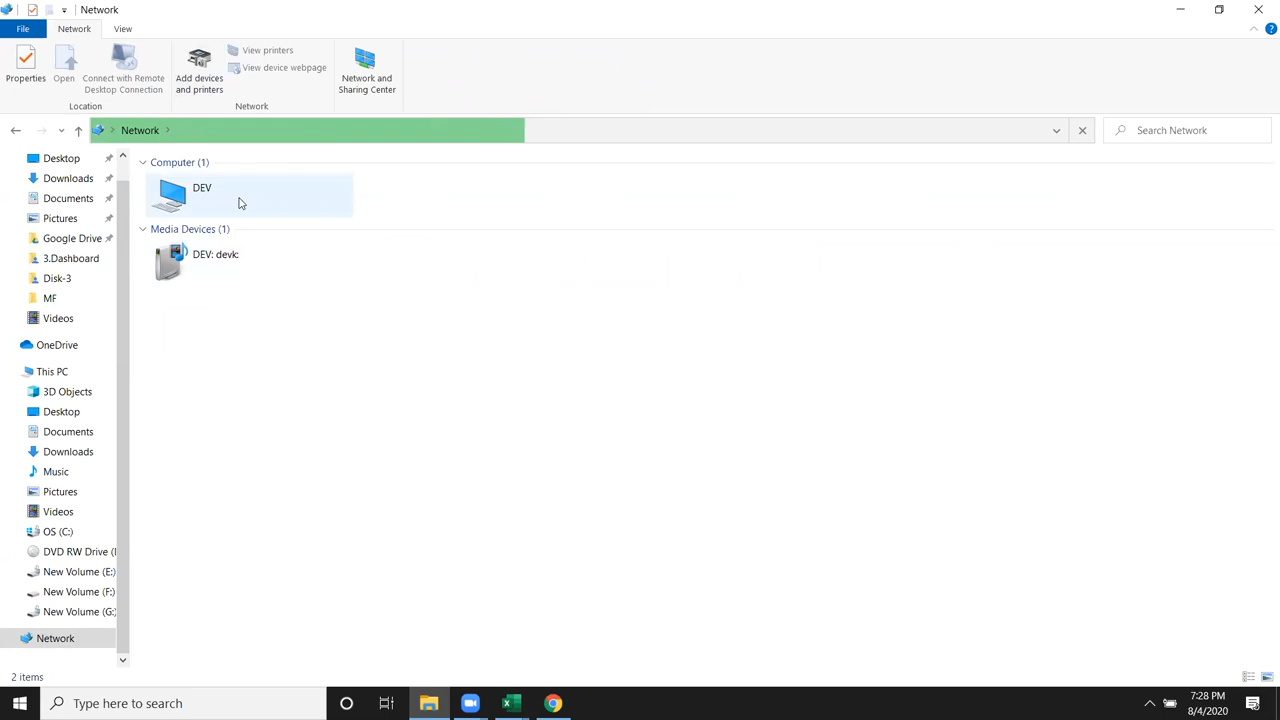 Network
File
Network
View
Properties
Open
Connect with Remote
Desktop Connection
Add devices
and printers
View printers
View device webpage
Network and
Sharing Center
Location
Network
Network
Search Network
Desktop
Downloads
Documents
Pictures
Google Drive
3.Dashboard
Disk-3
MF
Videos
OneDrive
This PC
3D Objects
Desktop
Documents
Downloads
Music
Pictures
Videos
OS (C:)
DVD RW Drive (
New Volume (E:)
New Volume (F:)
New Volume (G:)
Network
Computer (1)
DEV
Media Devices (1)
DEV: devk:
2 items
Type here to search
7:28 PM
8/4/2020